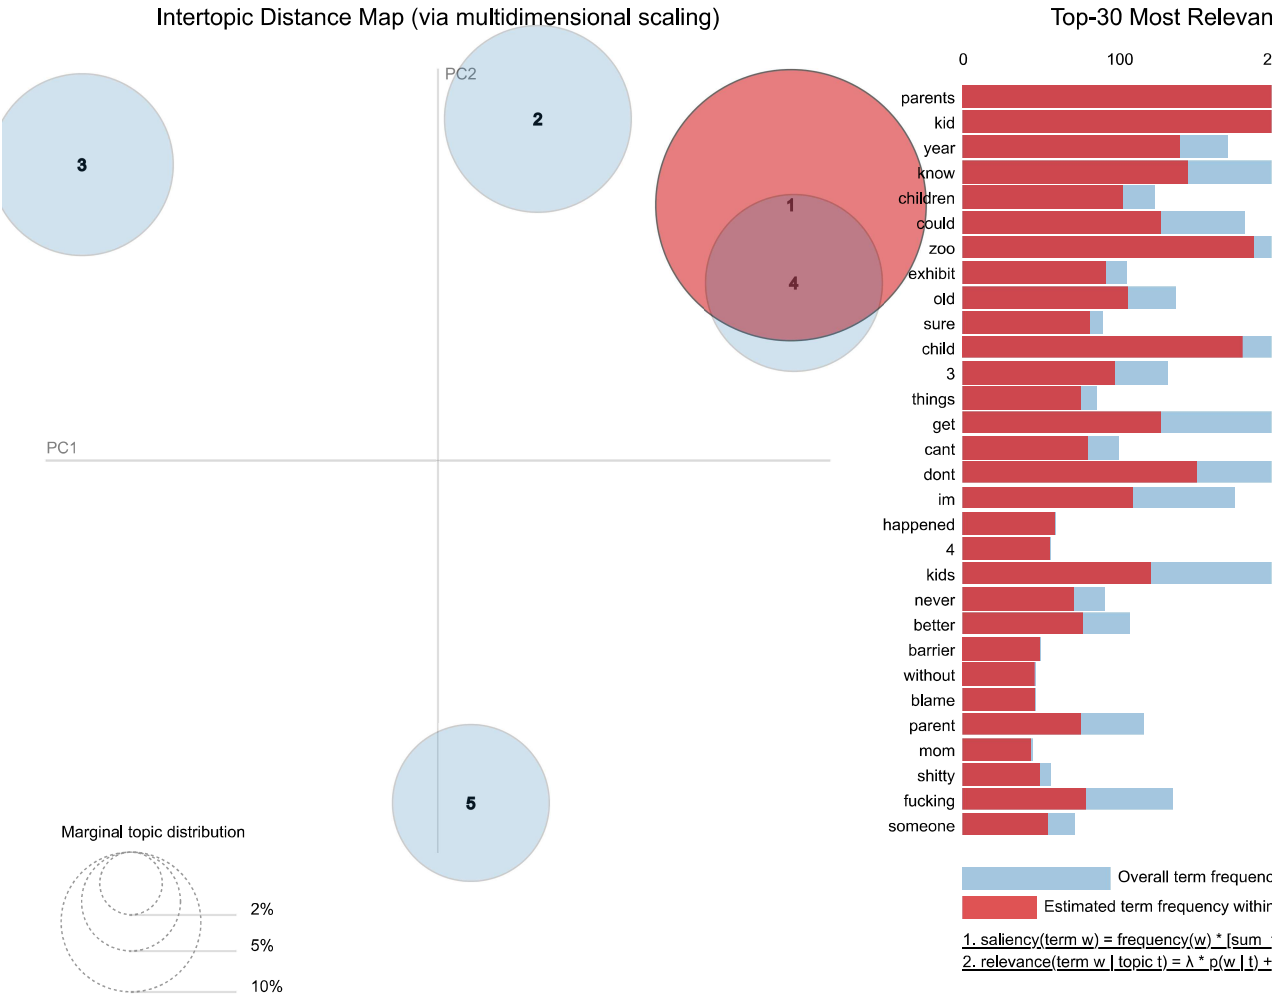 Intertopic Distance Map (via multidimensional scaling)
PC2
PC1
1
2
3
4
5
Marginal topic distribution
2%
5%
10%
Top-30 Most Relevan
0 100 2
parents
kid
year
know
children
could
zoo
exhibit
old
sure
child
3
things
get
cant
dont
im
happened
4
kids
never
better
barrier
without
blame
parent
mom
shitty
fucking
someone
Overall term frequenc
Estimated term frequency within
1. saliency(term w) = frequency(w) * [sum_
2. relevance(term w | topic t) = λ * p(w | t) +